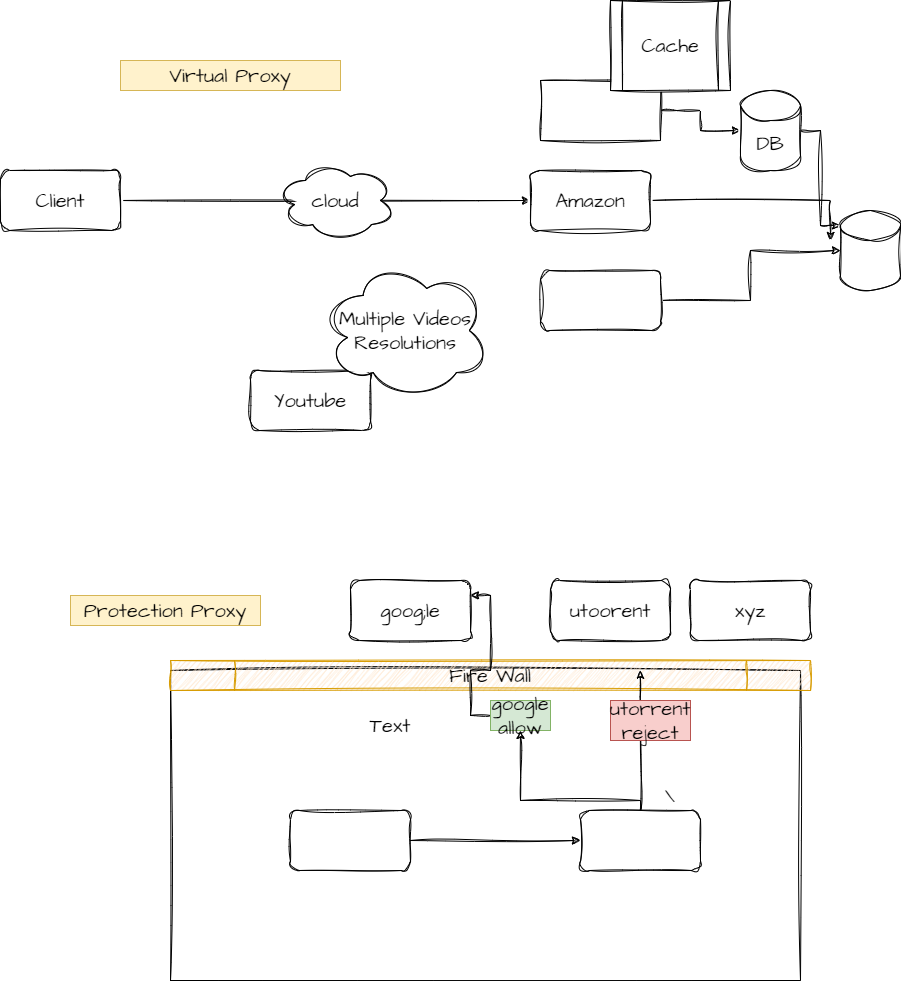 Cache
Virtual Proxy
DB
Client
cloud
Amazon
Multiple Videos
Resolutions
Youtube
Protection Proxy
google
utoorent
xyz
Fire Wall
google
allow
utorrent
reject
Text